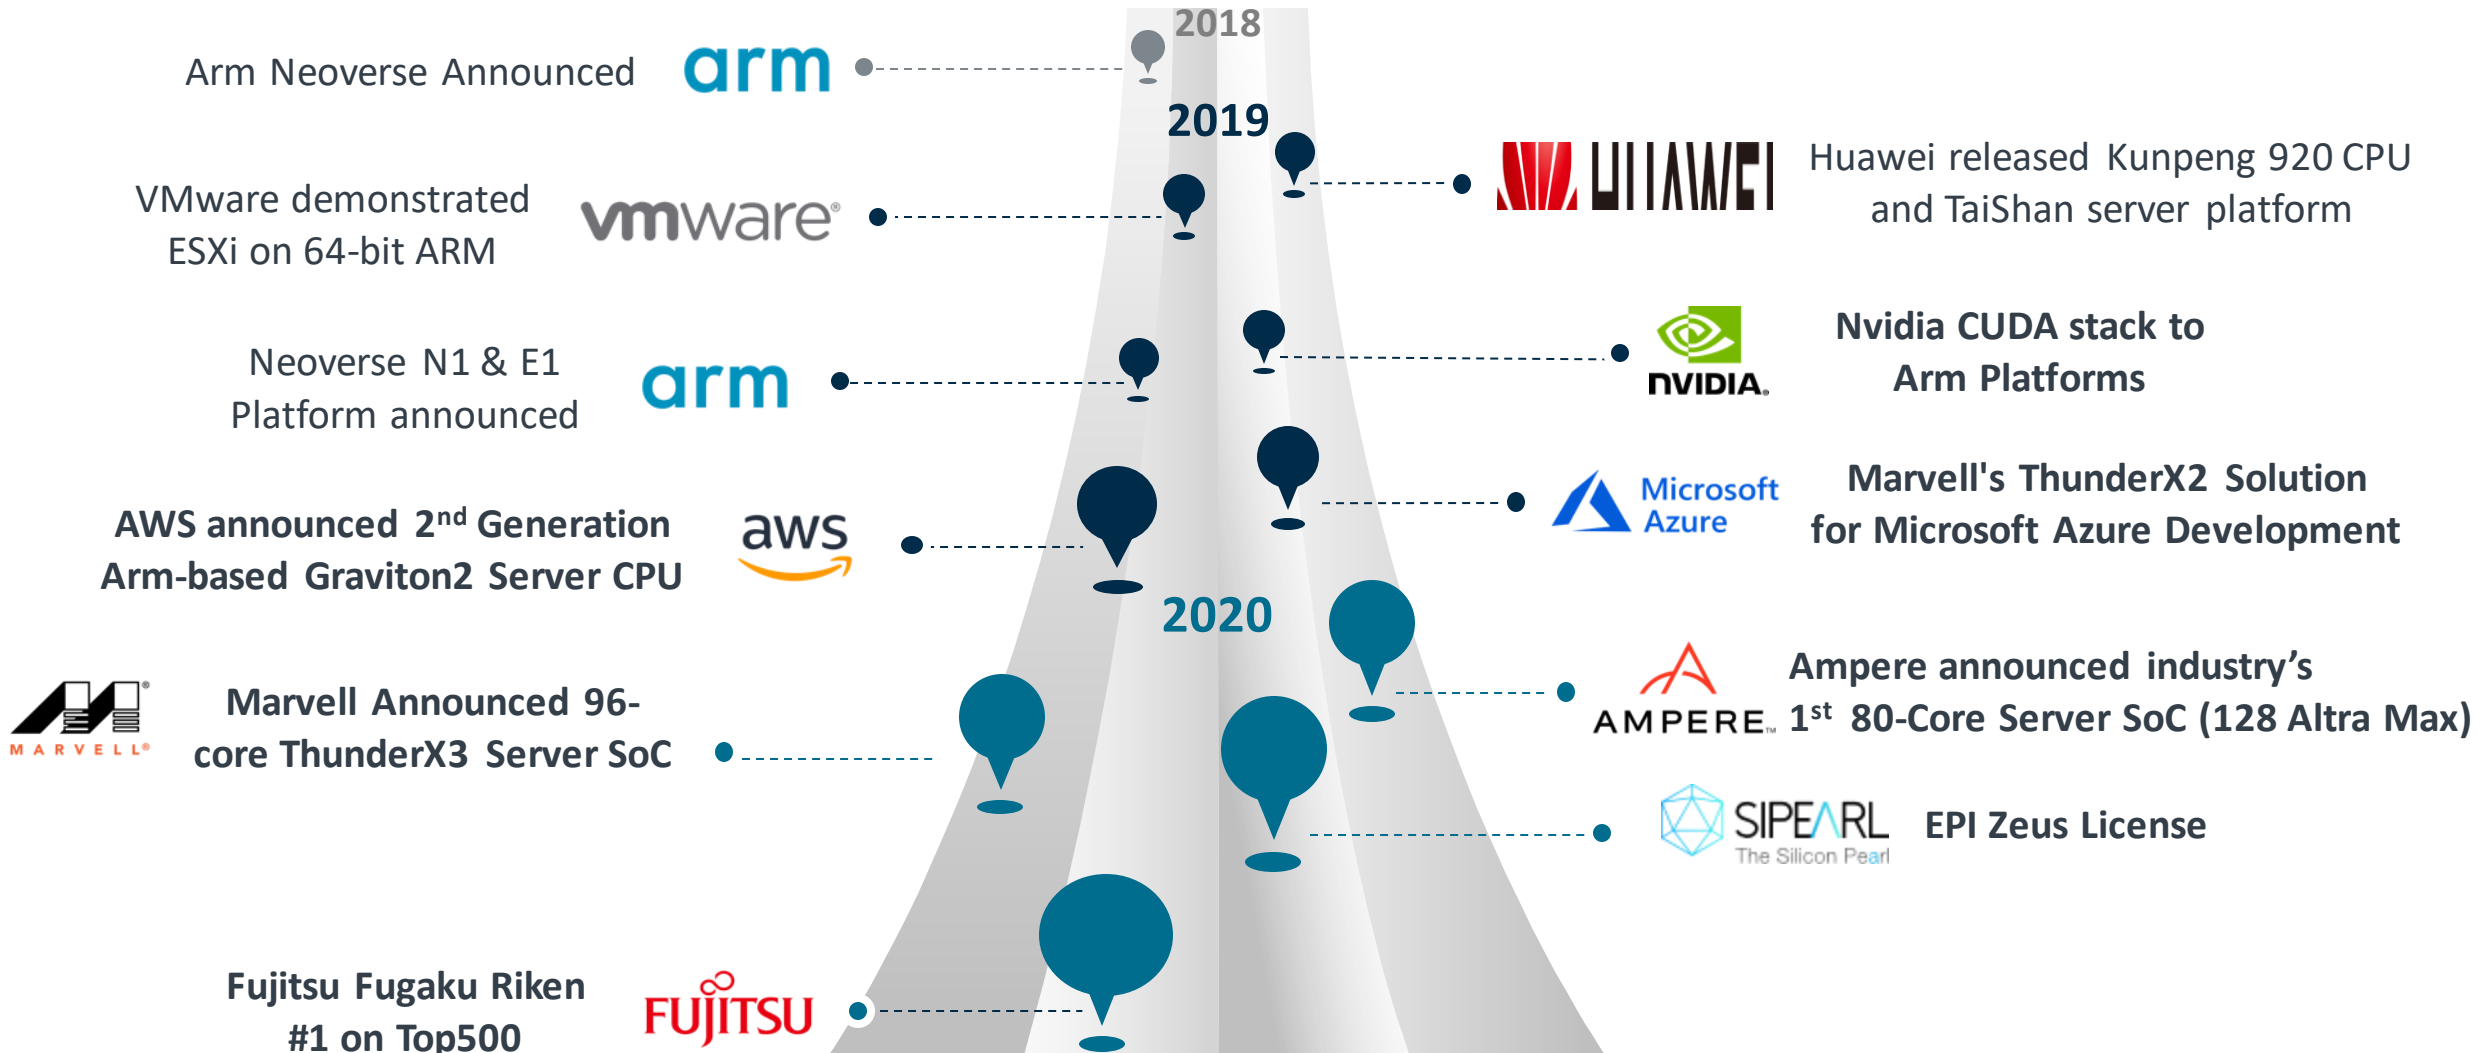 2018
Arm Neoverse Announced
arm
2019
HUAWEI
Huawei released Kunpeng 920 CPU
and TaiShan server platform
VMware demonstrated
ESXi on 64-bit ARM
vmware®
Nvidia CUDA stack to
Arm Platforms
nVIDIA®
Neoverse N1 & E1
Platform announced
arm
Microsoft
Azure
Marvell's ThunderX2 Solution
for Microsoft Azure Development
AWS announced 2nd Generation
Arm-based Graviton2 Server CPU
aws
2020
AMPERE™
Ampere announced industry’s
1st 80-Core Server SoC (128 Altra Max)
MARVELL®
Marvell Announced 96-
core ThunderX3 Server SoC
SIPEARL
The Silicon Pearl
EPI Zeus License
Fujitsu Fugaku Riken
#1 on Top500
FUJITSU